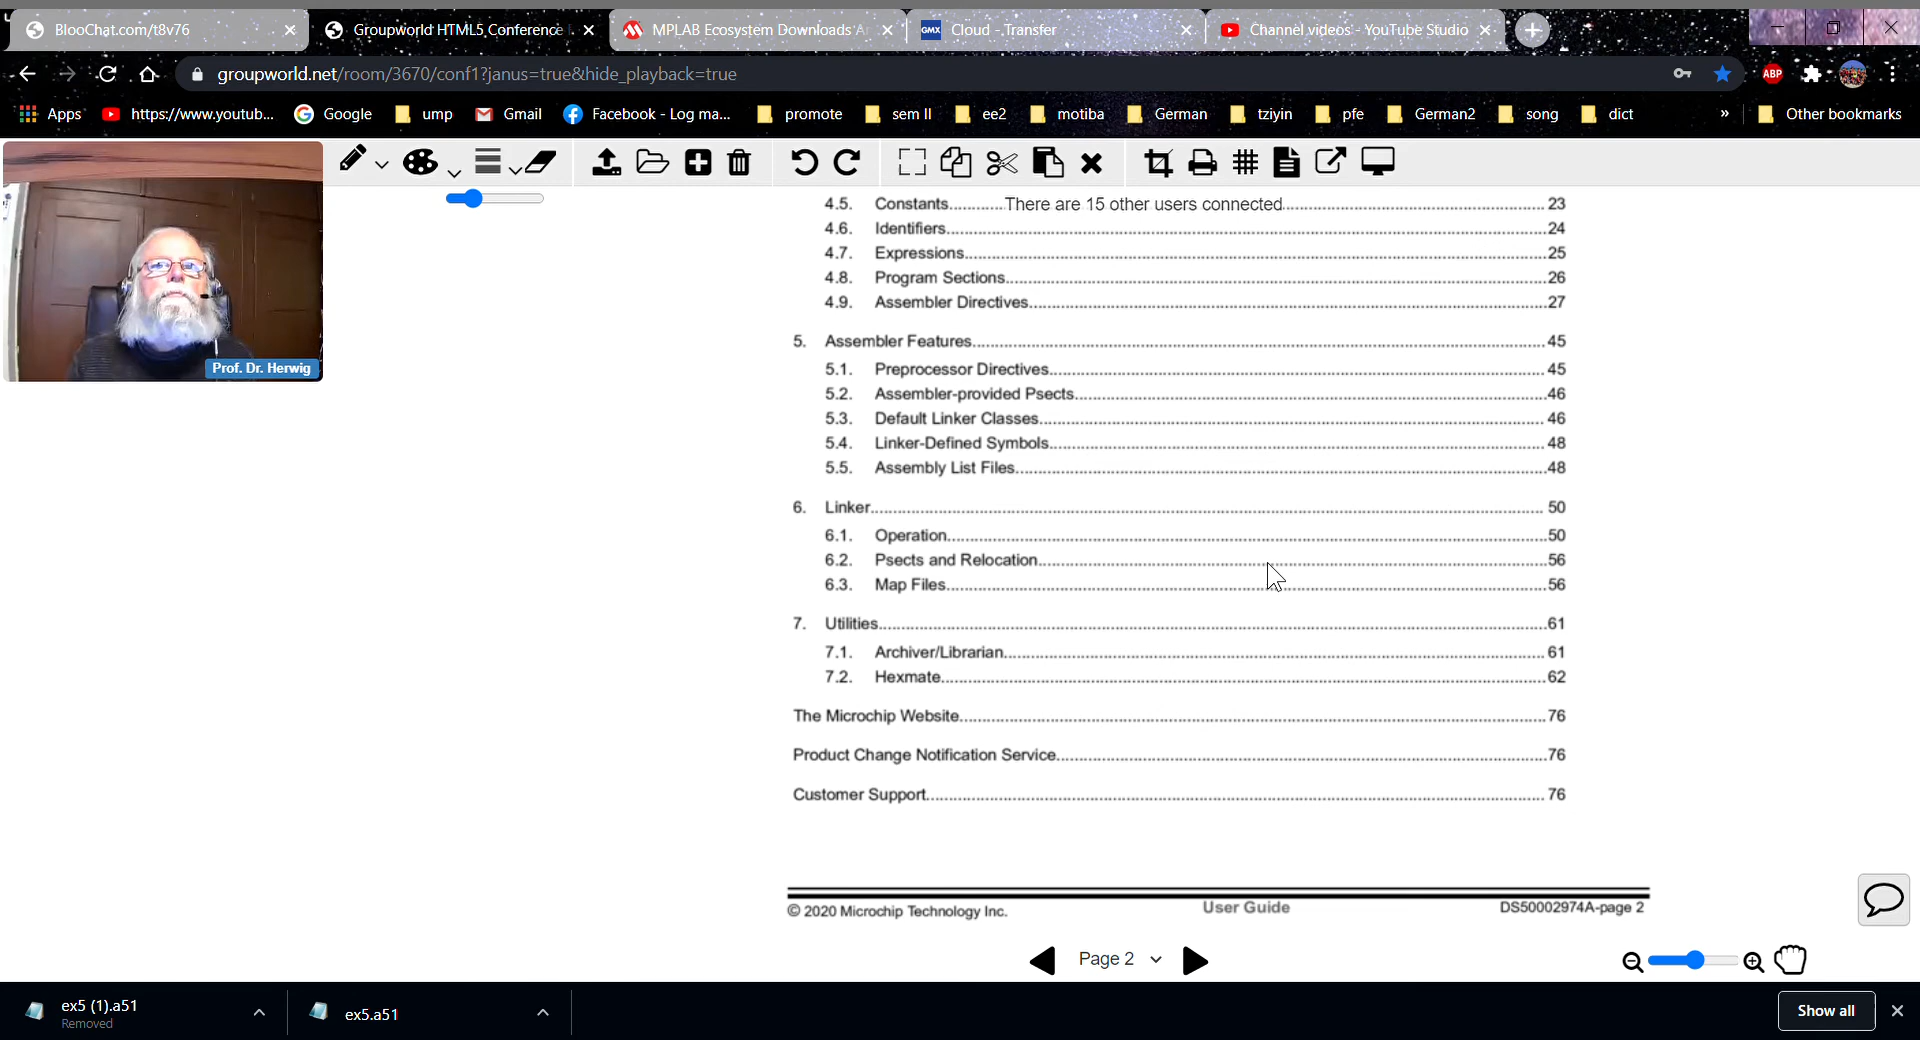 BlooChat.com/t8v76
Groupworld HTML5 Conference
MPLAB Ecosystem Downloads A
GMX Cloud - Transfer
Channel videos - YouTube Studio
groupworld.net/room/3670/conf1?janus=true&hide_playback=true
ABP
Apps https://www.youtub... Google ump Gmail Facebook - Log ma... promote sem II ee2 motiba German tziyin pfe German2 song dict » Other bookmarks
Prof. Dr. Herwig
There are 15 other users connected
4.5. Constants 23
4.6. Identifiers 24
4.7. Expressions 25
4.8. Program Sections 26
4.9. Assembler Directives 27
5. Assembler Features 45
5.1. Preprocessor Directives 45
5.2. Assembler-provided Psects 46
5.3. Default Linker Classes 46
5.4. Linker-Defined Symbols 48
5.5. Assembly List Files 48
6. Linker 50
6.1. Operation 50
6.2. Psects and Relocation 56
6.3. Map Files 56
7. Utilities 61
7.1. Archiver/Librarian 61
7.2. Hexmate 62
The Microchip Website 76
Product Change Notification Service 76
Customer Support 76
© 2020 Microchip Technology Inc. User Guide DS50002974A-page 2
Page 2
ex5 (1).a51
Removed
ex5.a51
Show all